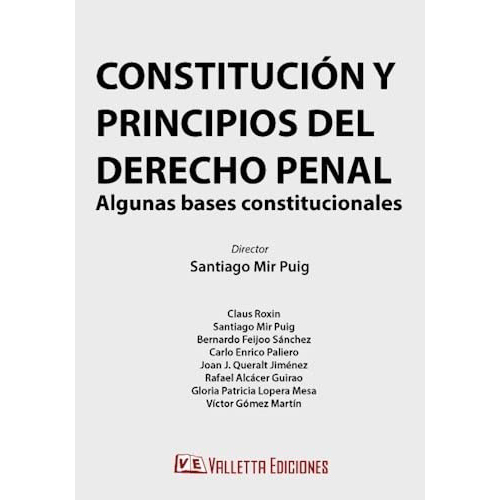 CONSTITUCIÓN Y
PRINCIPIOS DEL
DERECHO PENAL
Algunas bases constitucionales
Director
Santiago Mir Puig
Claus Roxin
Santiago Mir Puig
Bernardo Feijoo Sánchez
Carlo Enrico Paliero
Joan J. Queralt Jiménez
Rafael Alcácer Guirao
Gloria Patricia Lopera Mesa
Víctor Gómez Martín
VE VALLETTA EDICIONES